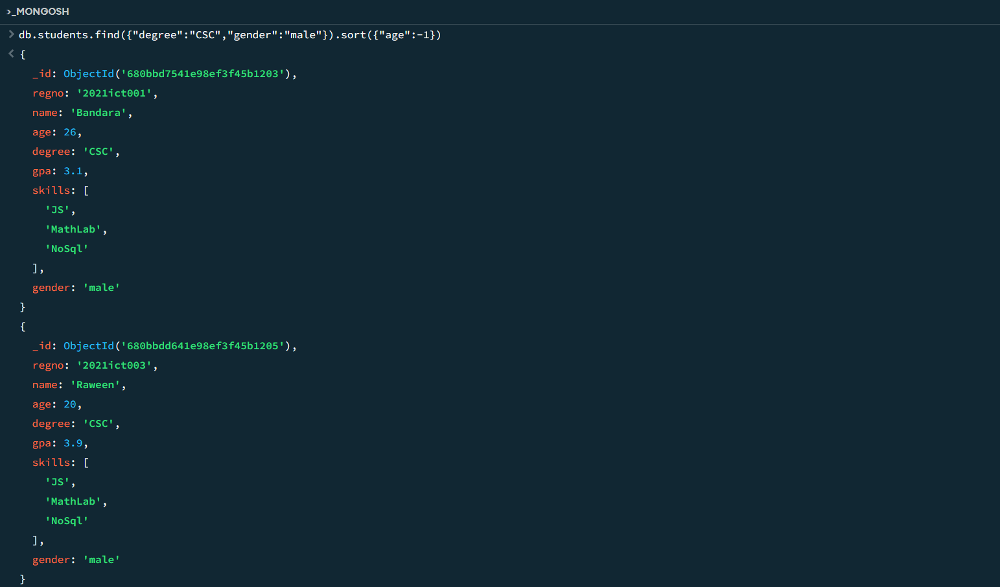 >_MONGOSH
> db.students.find({"degree":"CSC","gender":"male"}).sort({"age":-1})
< {
_id: ObjectId('680bbd7541e98ef3f45b1203'),
regno: '2021ict001',
name: 'Bandara',
age: 26,
degree: 'CSC',
gpa: 3.1,
skills: [
'JS',
'MathLab',
'NoSql'
],
gender: 'male'
}
{
_id: ObjectId('680bbdd641e98ef3f45b1205'),
regno: '2021ict003',
name: 'Raween',
age: 20,
degree: 'CSC',
gpa: 3.9,
skills: [
'JS',
'MathLab',
'NoSql'
],
gender: 'male'
}